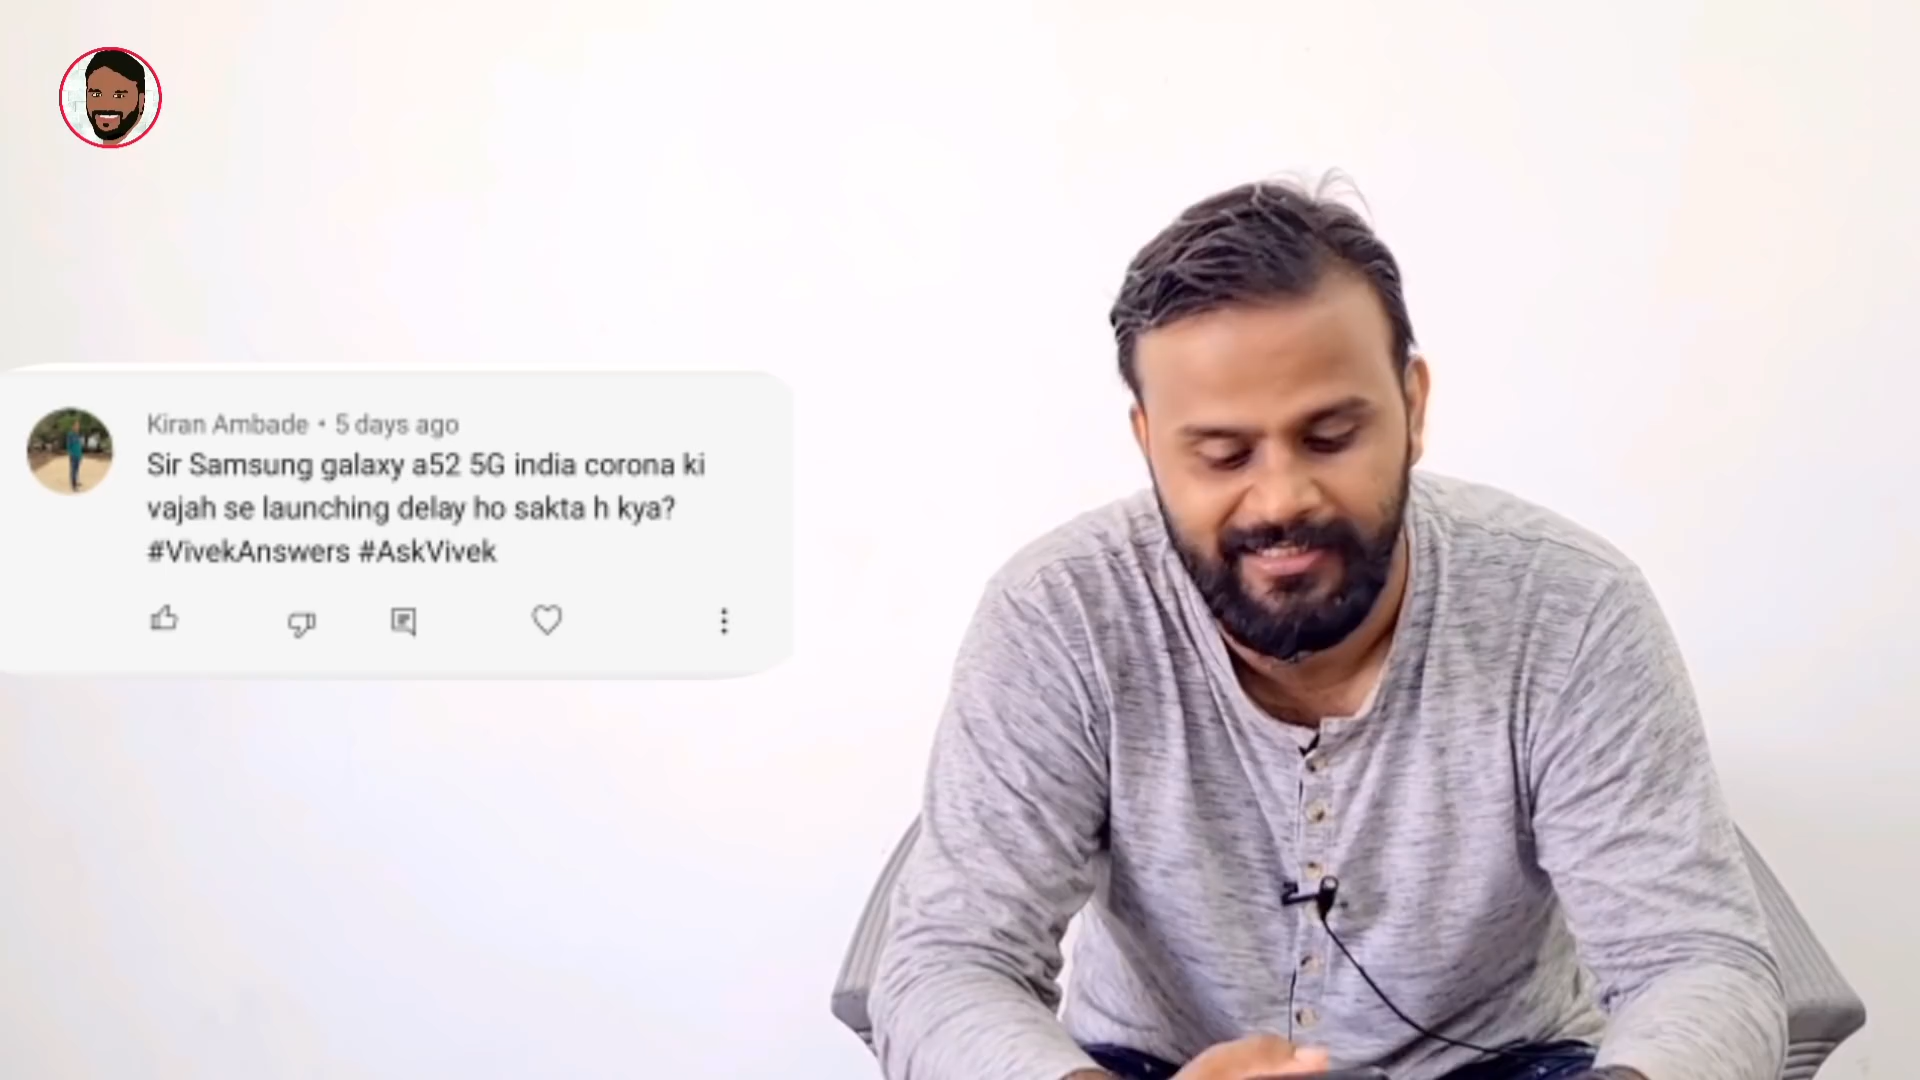 Kiran Ambade • 5 days ago
Sir Samsung galaxy a52 5G india corona ki
vajah se launching delay ho sakta h kya?
#VivekAnswers #AskVivek